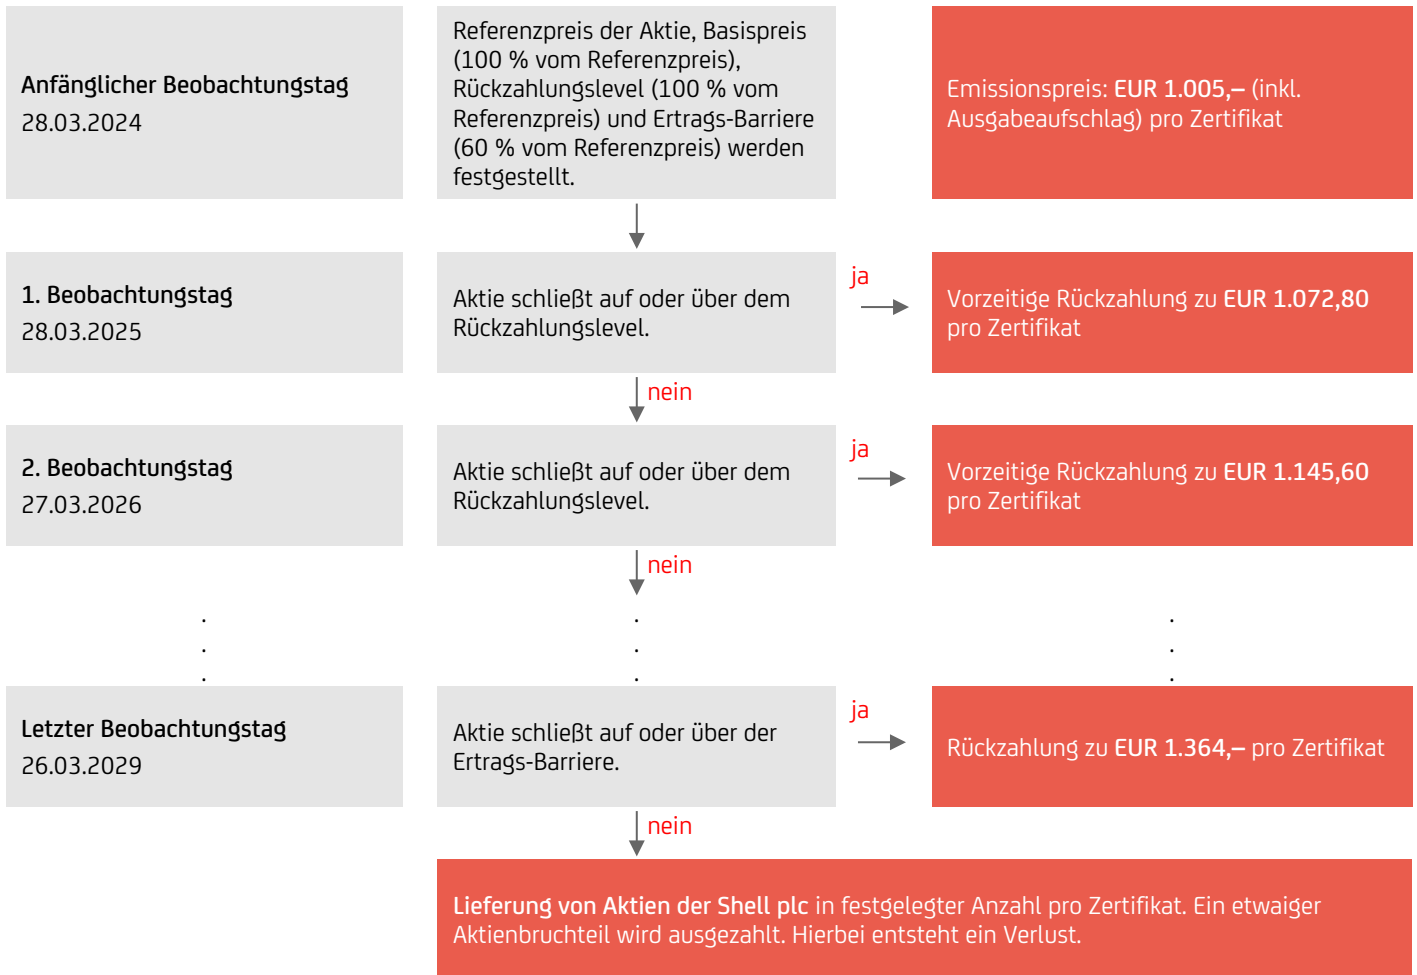 Anfänglicher Beobachtungstag
28.03.2024
Referenzpreis der Aktie, Basispreis
(100 % vom Referenzpreis),
Rückzahlungslevel (100 % vom
Referenzpreis) und Ertrags-Barriere
(60 % vom Referenzpreis) werden
festgestellt.
Emissionspreis: EUR 1.005,– (inkl.
Ausgabeaufschlag) pro Zertifikat
1. Beobachtungstag
28.03.2025
Aktie schließt auf oder über dem
Rückzahlungslevel.
ja
Vorzeitige Rückzahlung zu EUR 1.072,80
pro Zertifikat
nein
2. Beobachtungstag
27.03.2026
Aktie schließt auf oder über dem
Rückzahlungslevel.
ja
Vorzeitige Rückzahlung zu EUR 1.145,60
pro Zertifikat
nein
. . .
. . .
. . .
Letzter Beobachtungstag
26.03.2029
Aktie schließt auf oder über der
Ertrags-Barriere.
ja
Rückzahlung zu EUR 1.364,– pro Zertifikat
nein
Lieferung von Aktien der Shell plc in festgelegter Anzahl pro Zertifikat. Ein etwaiger
Aktienbruchteil wird ausgezahlt. Hierbei entsteht ein Verlust.